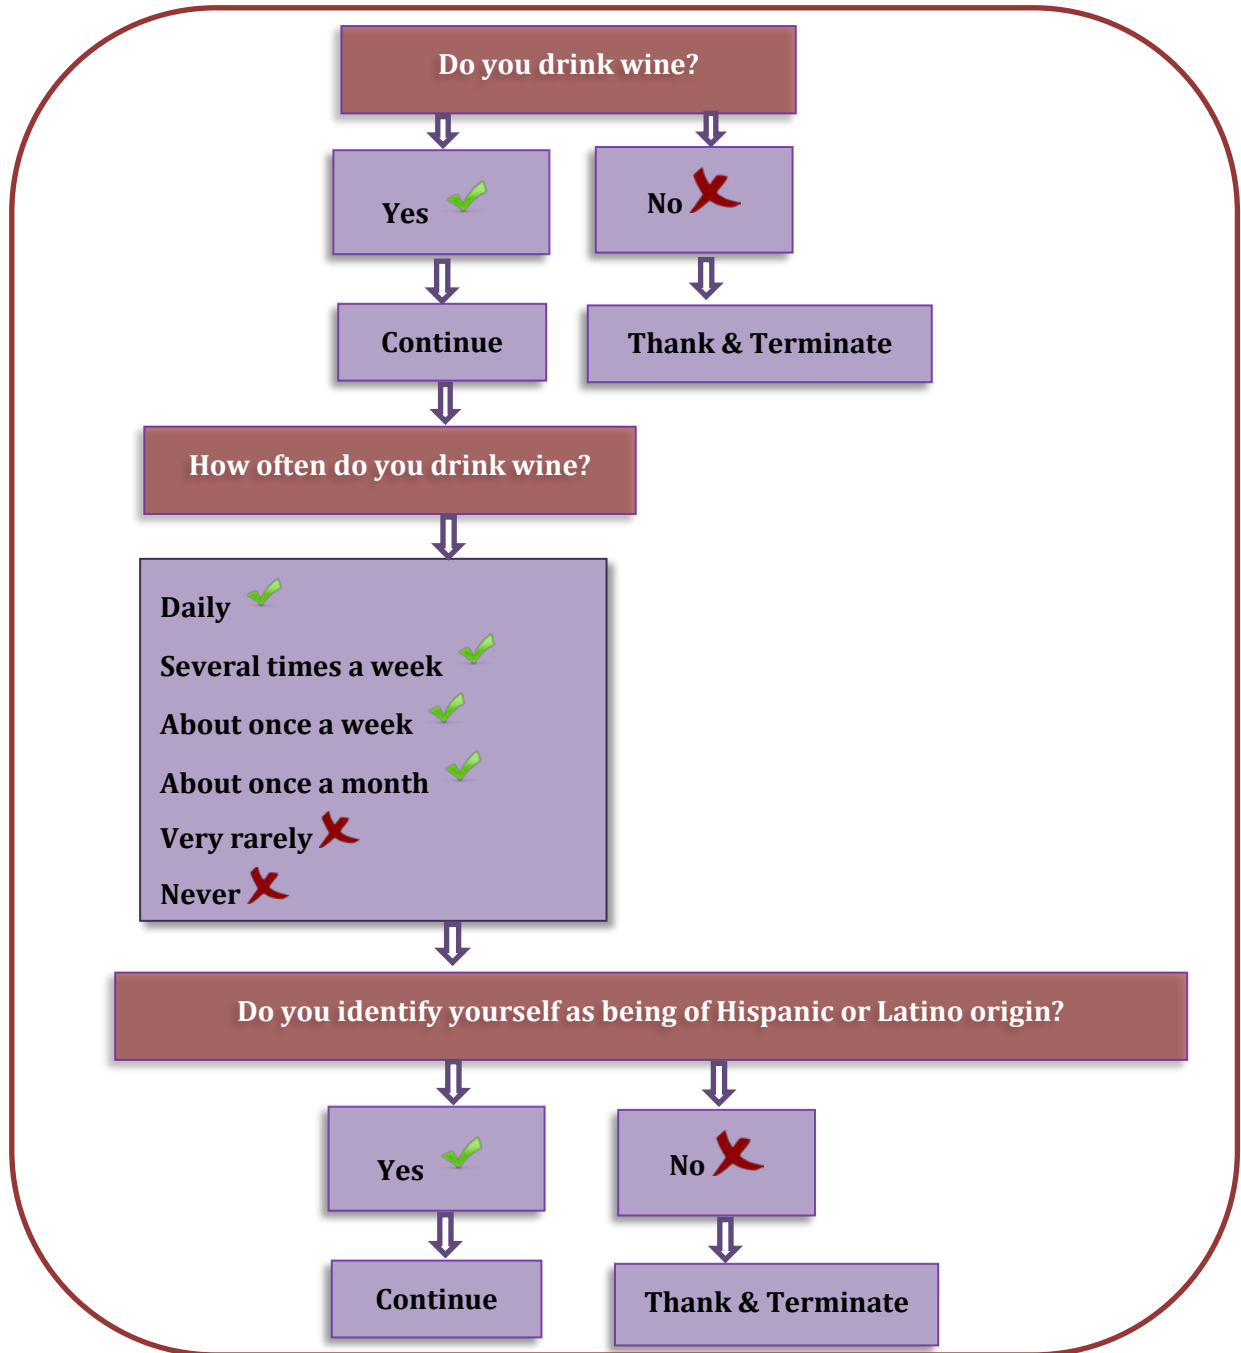 Do you drink wine?
Yes
No
Continue
Thank & Terminate
How often do you drink wine?
Daily
Several times a week
About once a week
About once a month
Very rarely
Never
Do you identify yourself as being of Hispanic or Latino origin?
Yes
No
Continue
Thank & Terminate